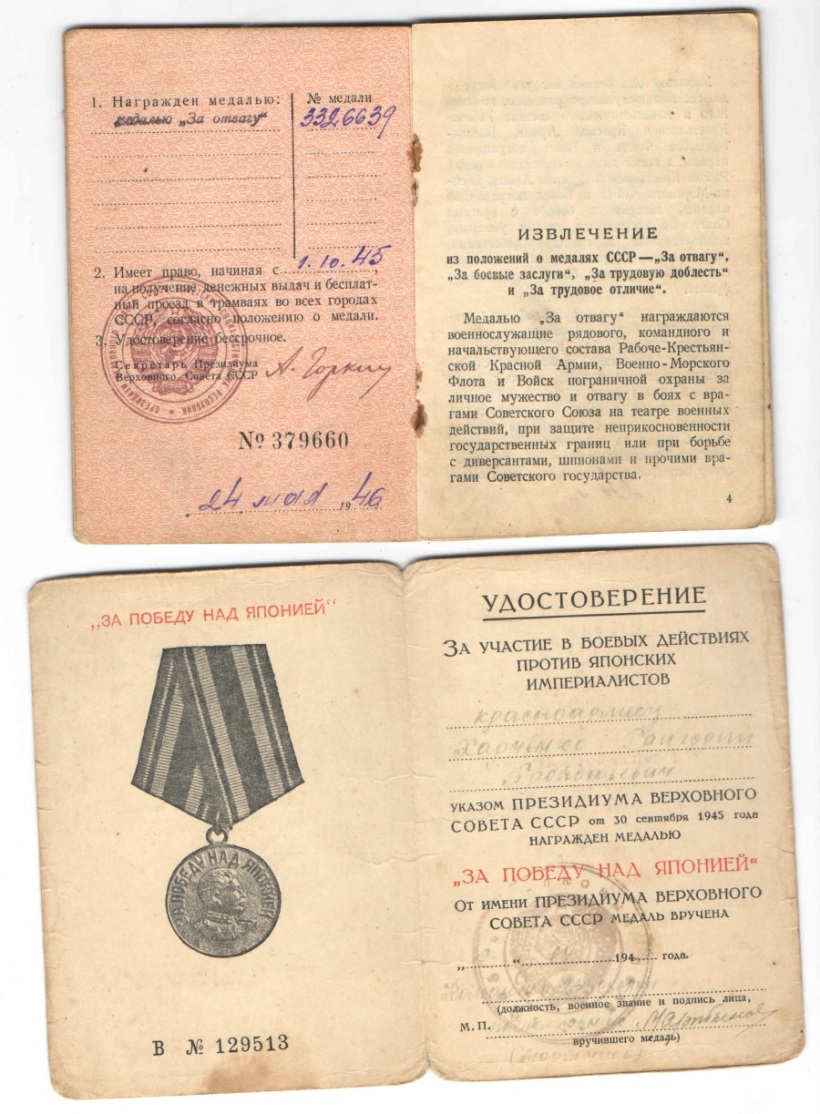 1. Награжден медалью:
№ медали
медалью „За отвагу“
3326639
2. Имеет право, начиная с 1.10.45,
на получение денежных выдач и бесплат-
ный проезд в трамваях во всех городах
СССР, согласно положению о медали.
3. Удостоверение бессрочное.
Секретарь Президиума
Верховного Совета СССР А. Горкин
№ 379660
24 мая 1946
ИЗВЛЕЧЕНИЕ
из положений о медалях СССР—„За отвагу“,
„За боевые заслуги“, „За трудовую доблесть“
и „За трудовое отличие“.
Медалью „За отвагу“ награждаются
военнослужащие рядового, командного и
начальствующего состава Рабоче-Крестьян-
ской Красной Армии, Военно-Морского
Флота и Войск пограничной охраны за
личное мужество и отвагу в боях с вра-
гами Советского Союза на театре военных
действий, при защите неприкосновенности
государственных границ или при борьбе
с диверсантами, шпионами и прочими вра-
гами Советского государства.
4
„ЗА ПОБЕДУ НАД ЯПОНИЕЙ“
ЗА ПОБЕДУ НАД ЯПОНИЕЙ
В № 129513
УДОСТОВЕРЕНИЕ
ЗА УЧАСТИЕ В БОЕВЫХ ДЕЙСТВИЯХ
ПРОТИВ ЯПОНСКИХ
ИМПЕРИАЛИСТОВ
красноармеец
Харченко Григорий
Прокопьевич
УКАЗОМ ПРЕЗИДИУМА ВЕРХОВНОГО
СОВЕТА СССР от 30 сентября 1945 года
НАГРАЖДЕН МЕДАЛЬЮ
„ЗА ПОБЕДУ НАД ЯПОНИЕЙ“
ОТ ИМЕНИ ПРЕЗИДИУМА ВЕРХОВНОГО
СОВЕТА СССР МЕДАЛЬ ВРУЧЕНА
194 года.
(должность, военное звание и подпись лица,
М. П.
вручившего медаль)